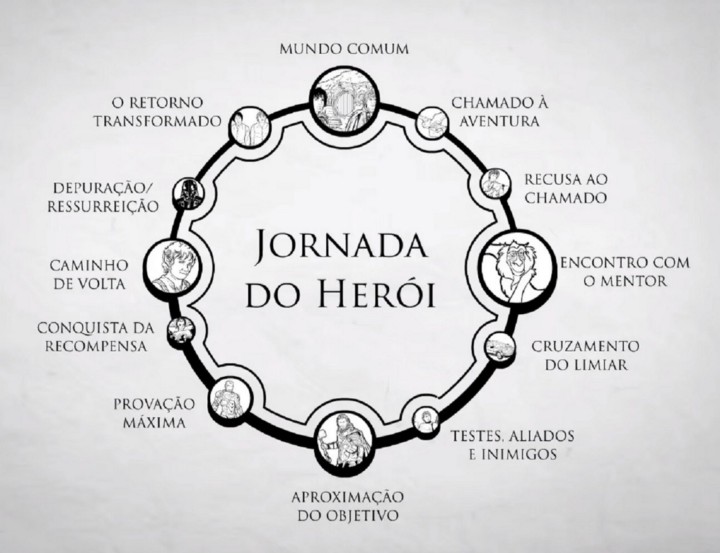 MUNDO COMUM
CHAMADO À
AVENTURA
RECUSA AO
CHAMADO
ENCONTRO COM
O MENTOR
CRUZAMENTO
DO LIMIAR
TESTES, ALIADOS
E INIMIGOS
APROXIMAÇÃO
DO OBJETIVO
PROVAÇÃO
MÁXIMA
CONQUISTA DA
RECOMPENSA
CAMINHO
DE VOLTA
DEPURAÇÃO/
RESSURREIÇÃO
O RETORNO
TRANSFORMADO
JORNADA
DO HERÓI